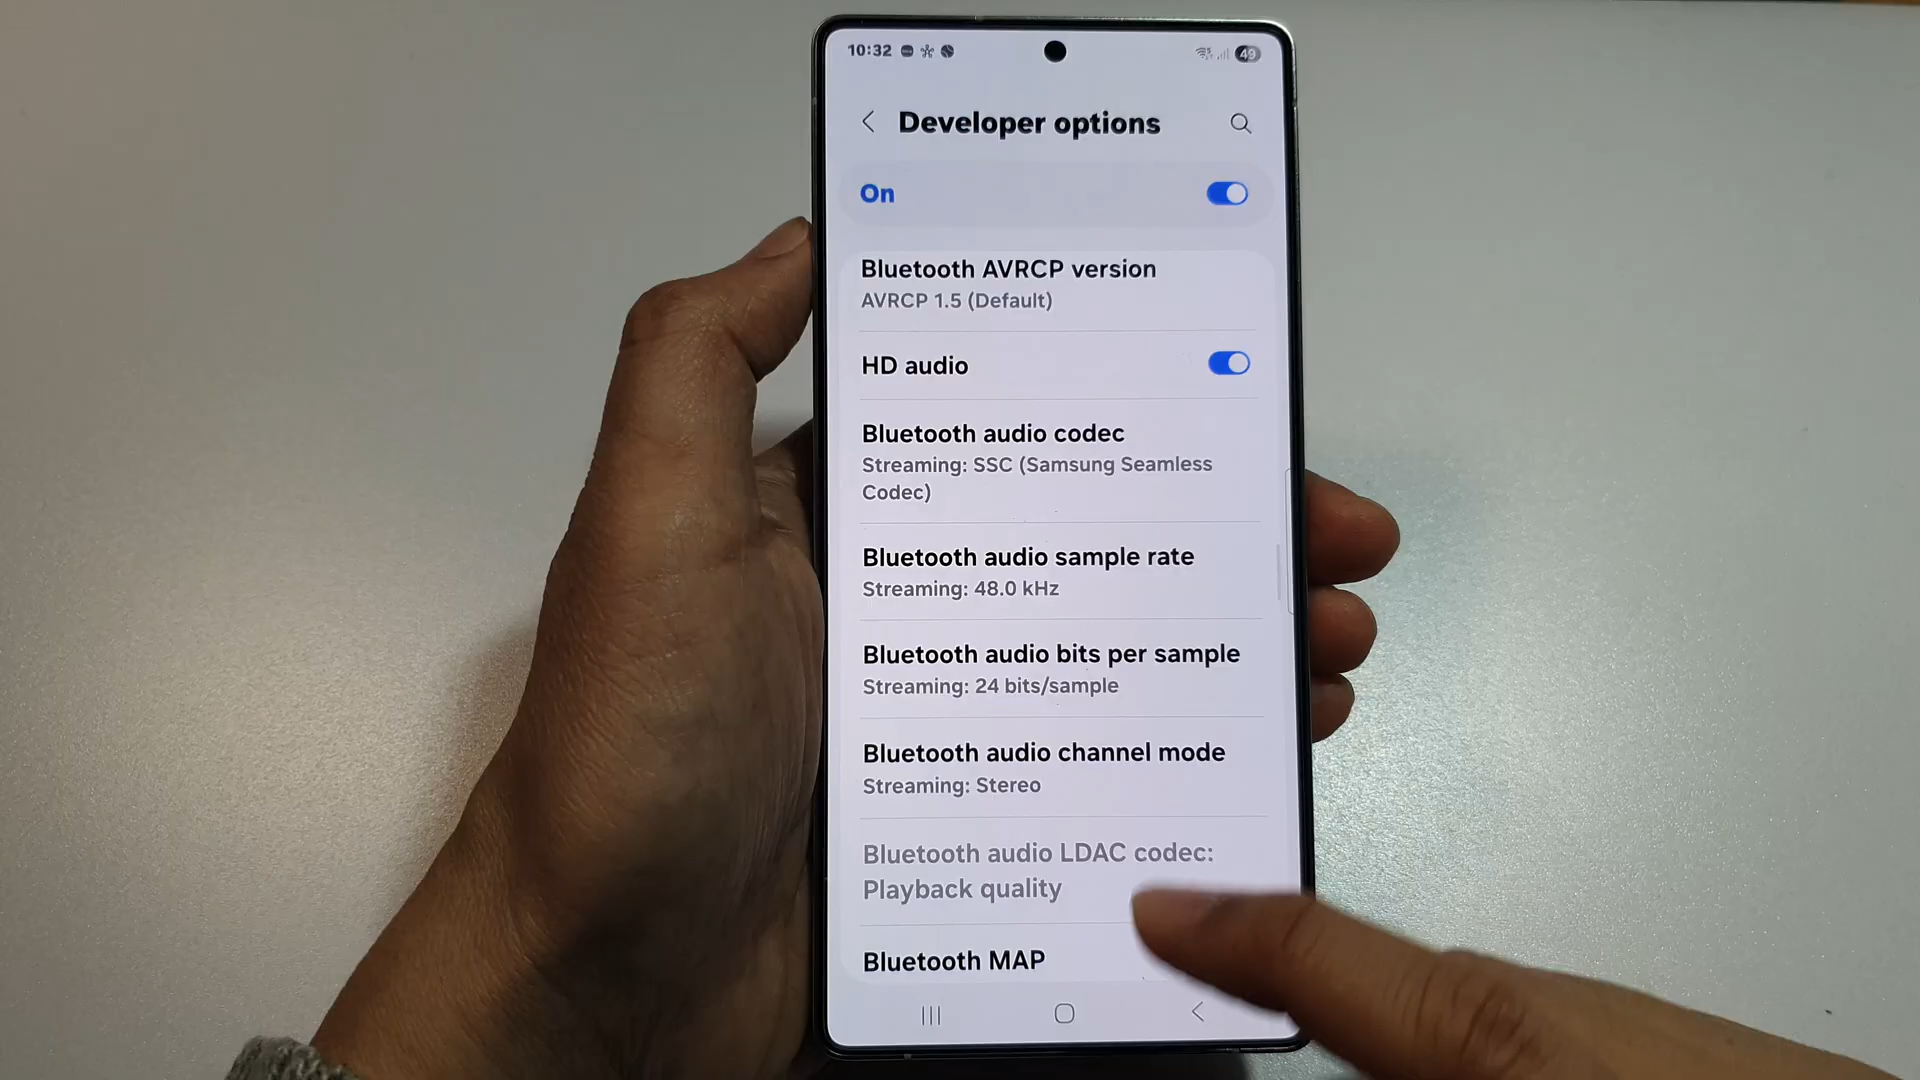 10:32
49
Developer options
On
Bluetooth AVRCP version
AVRCP 1.5 (Default)
HD audio
Bluetooth audio codec
Streaming: SSC (Samsung Seamless
Codec)
Bluetooth audio sample rate
Streaming: 48.0 kHz
Bluetooth audio bits per sample
Streaming: 24 bits/sample
Bluetooth audio channel mode
Streaming: Stereo
Bluetooth audio LDAC codec:
Playback quality
Bluetooth MAP